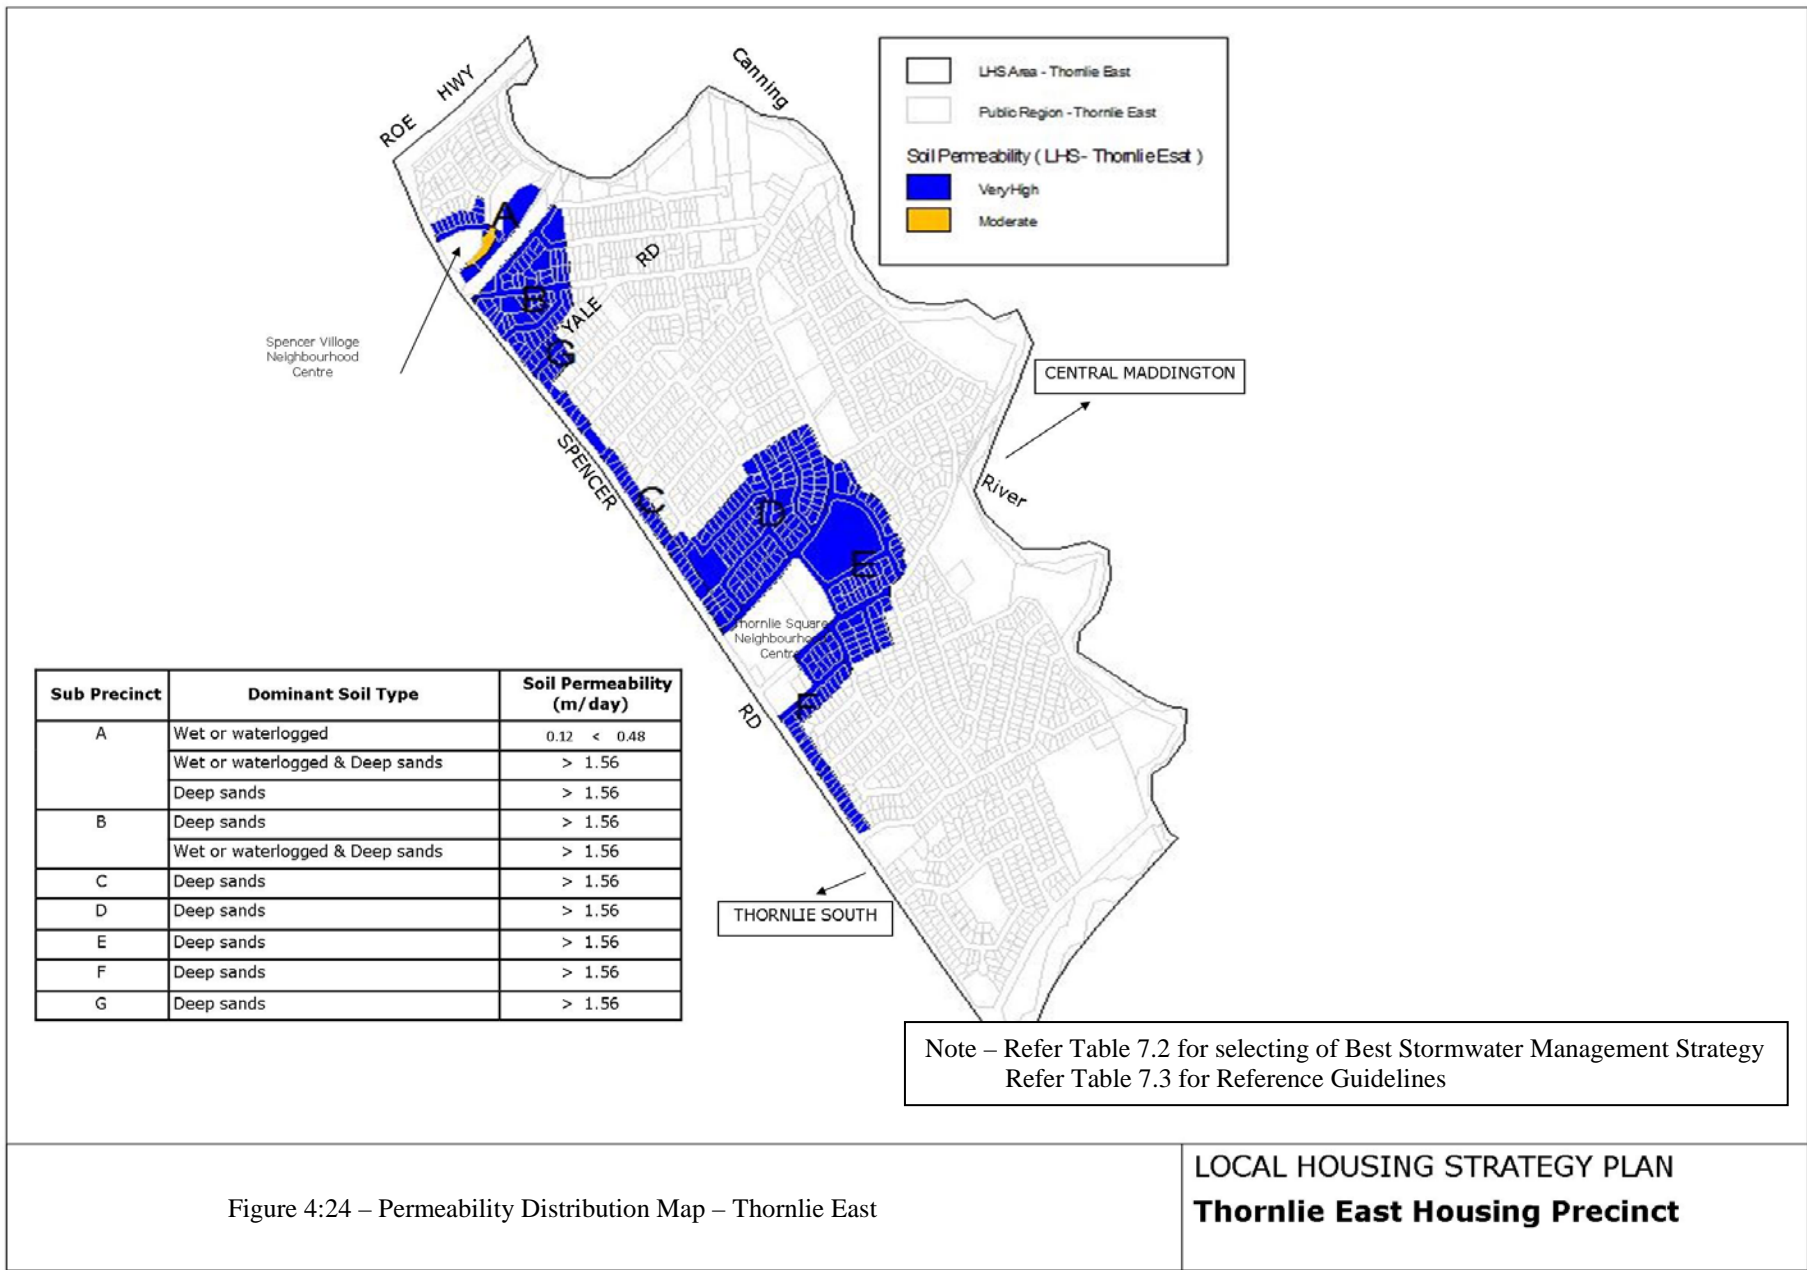 ROE HWY
Canning
LHS Area - Thornlie East
Public Region - Thornlie East
Soil Permeability ( LHS- Thornlie Esat )
Very High
Moderate
A
B
YALE RD
G
Spencer Villoge
Neighbourhood
Centre
CENTRAL MADDINGTON
SPENCER
C
D
E
River
Thornlie Square
Neighbourhood
Centre
F
RD
THORNLIE SOUTH
Sub Precinct Dominant Soil Type Soil Permeability
(m/day)
A Wet or waterlogged 0.12 < 0.48
Wet or waterlogged & Deep sands > 1.56
Deep sands > 1.56
B Deep sands > 1.56
Wet or waterlogged & Deep sands > 1.56
C Deep sands > 1.56
D Deep sands > 1.56
E Deep sands > 1.56
F Deep sands > 1.56
G Deep sands > 1.56
Note – Refer Table 7.2 for selecting of Best Stormwater Management Strategy
Refer Table 7.3 for Reference Guidelines
Figure 4:24 – Permeability Distribution Map – Thornlie East
LOCAL HOUSING STRATEGY PLAN
Thornlie East Housing Precinct